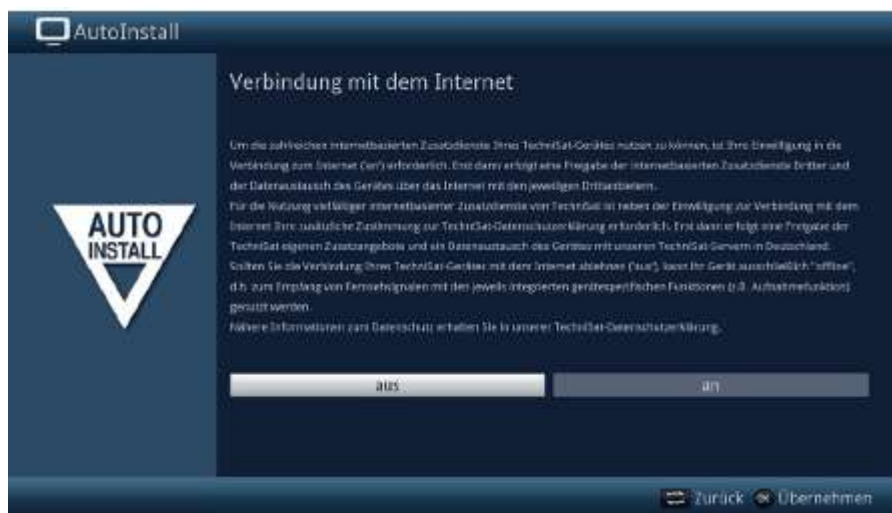 AutoInstall
Verbindung mit dem Internet
Um die zahlreichen internetbasierten Zusatzdienste Ihres TechniSat-Gerätes nutzen zu können, ist Ihre Einwilligung in die
Verbindung zum Internet ('an') erforderlich. Erst dann erfolgt eine Freigabe der internetbasierten Zusatzdienste Dritter und
der Datenaustausch des Gerätes über das Internet mit den jeweiligen Drittanbietern.
Für die Nutzung vielfältiger internetbasierter Zusatzdienste von TechniSat ist neben der Einwilligung zur Verbindung mit dem
Internet Ihre zusätzliche Zustimmung zur TechniSat-Datenschutzerklärung erforderlich. Erst dann erfolgt eine Freigabe der
TechniSat eigenen Zusatzangebote und ein Datenaustausch des Gerätes mit unseren TechniSat-Servern in Deutschland.
Sollten Sie die Verbindung Ihres TechniSat-Gerätes mit dem Internet ablehnen ('aus'), kann Ihr Gerät ausschließlich "offline",
d.h. zum Empfang von Fernsehsignalen mit den jeweils integrierten gerätespezifischen Funktionen (z.B. Aufnahmefunktion)
genutzt werden.
Nähere Informationen zum Datenschutz erhalten Sie in unserer TechniSat-Datenschutzerklärung.
AUTO
INSTALL
aus
an
Zurück OK Übernehmen